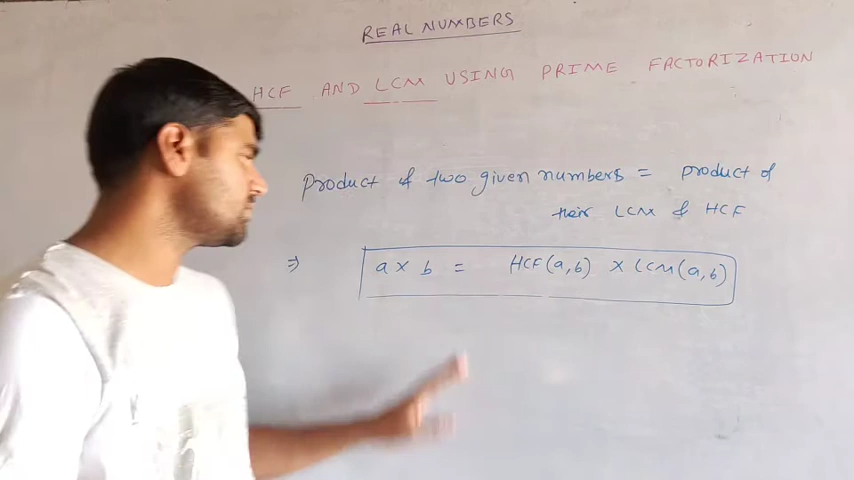 REAL NUMBERS
HCF AND LCM USING PRIME FACTORIZATION
Product of two given numbers = product of
their LCM & HCF
⇒ a × b = HCF(a,b) × LCM(a,b)